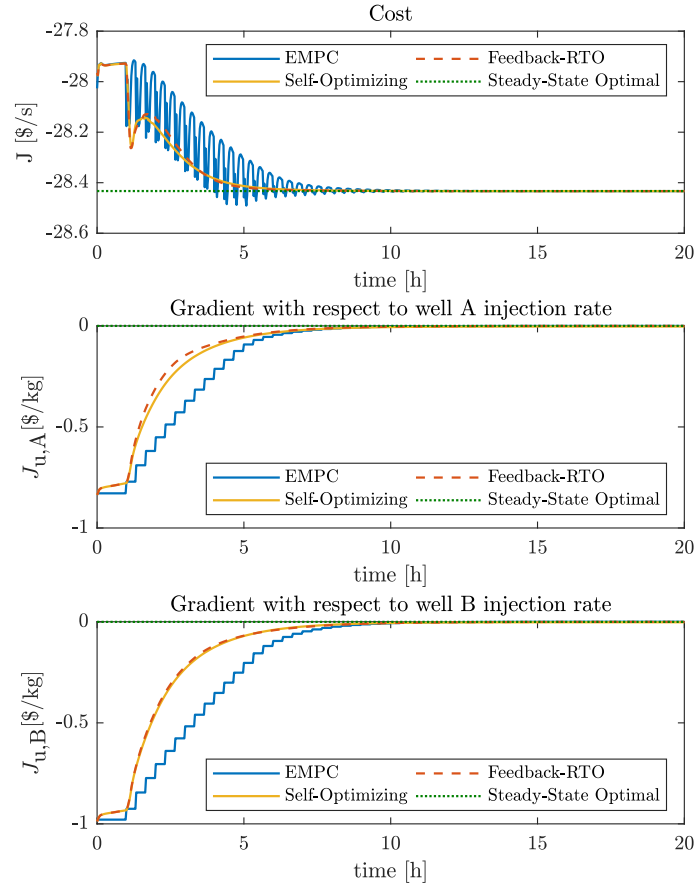 Cost
-27.8
-28
-28.2
-28.4
-28.6
J [$/s]
EMPC
Feedback-RTO
Self-Optimizing
Steady-State Optimal
0 5 10 15 20
time [h]
Gradient with respect to well A injection rate
0
-0.5
-1
J_u,A[$/kg]
EMPC
Feedback-RTO
Self-Optimizing
Steady-State Optimal
0 5 10 15 20
time [h]
Gradient with respect to well B injection rate
0
-0.5
-1
J_u,B[$/kg]
EMPC
Feedback-RTO
Self-Optimizing
Steady-State Optimal
0 5 10 15 20
time [h]